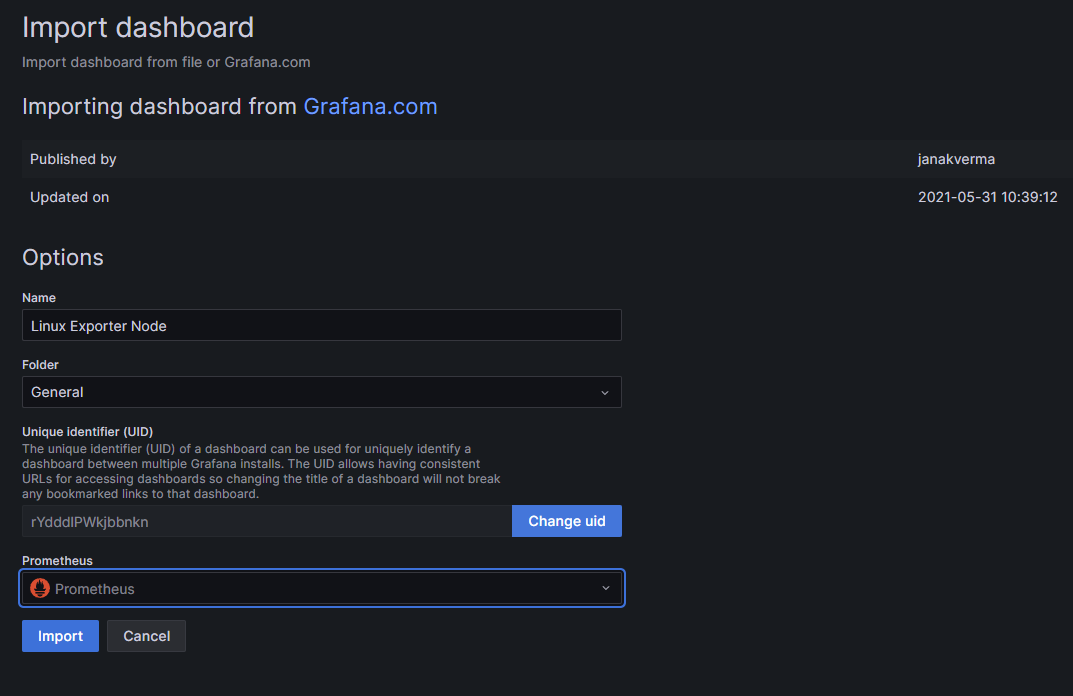 Import dashboard
Import dashboard from file or Grafana.com
Importing dashboard from Grafana.com
Published by janakverma
Updated on 2021-05-31 10:39:12
Options
Name
Linux Exporter Node
Folder
General
Unique identifier (UID)
The unique identifier (UID) of a dashboard can be used for uniquely identify a
dashboard between multiple Grafana installs. The UID allows having consistent
URLs for accessing dashboards so changing the title of a dashboard will not break
any bookmarked links to that dashboard.
rYdddlPWkjbbnkn Change uid
Prometheus
Prometheus
Import Cancel